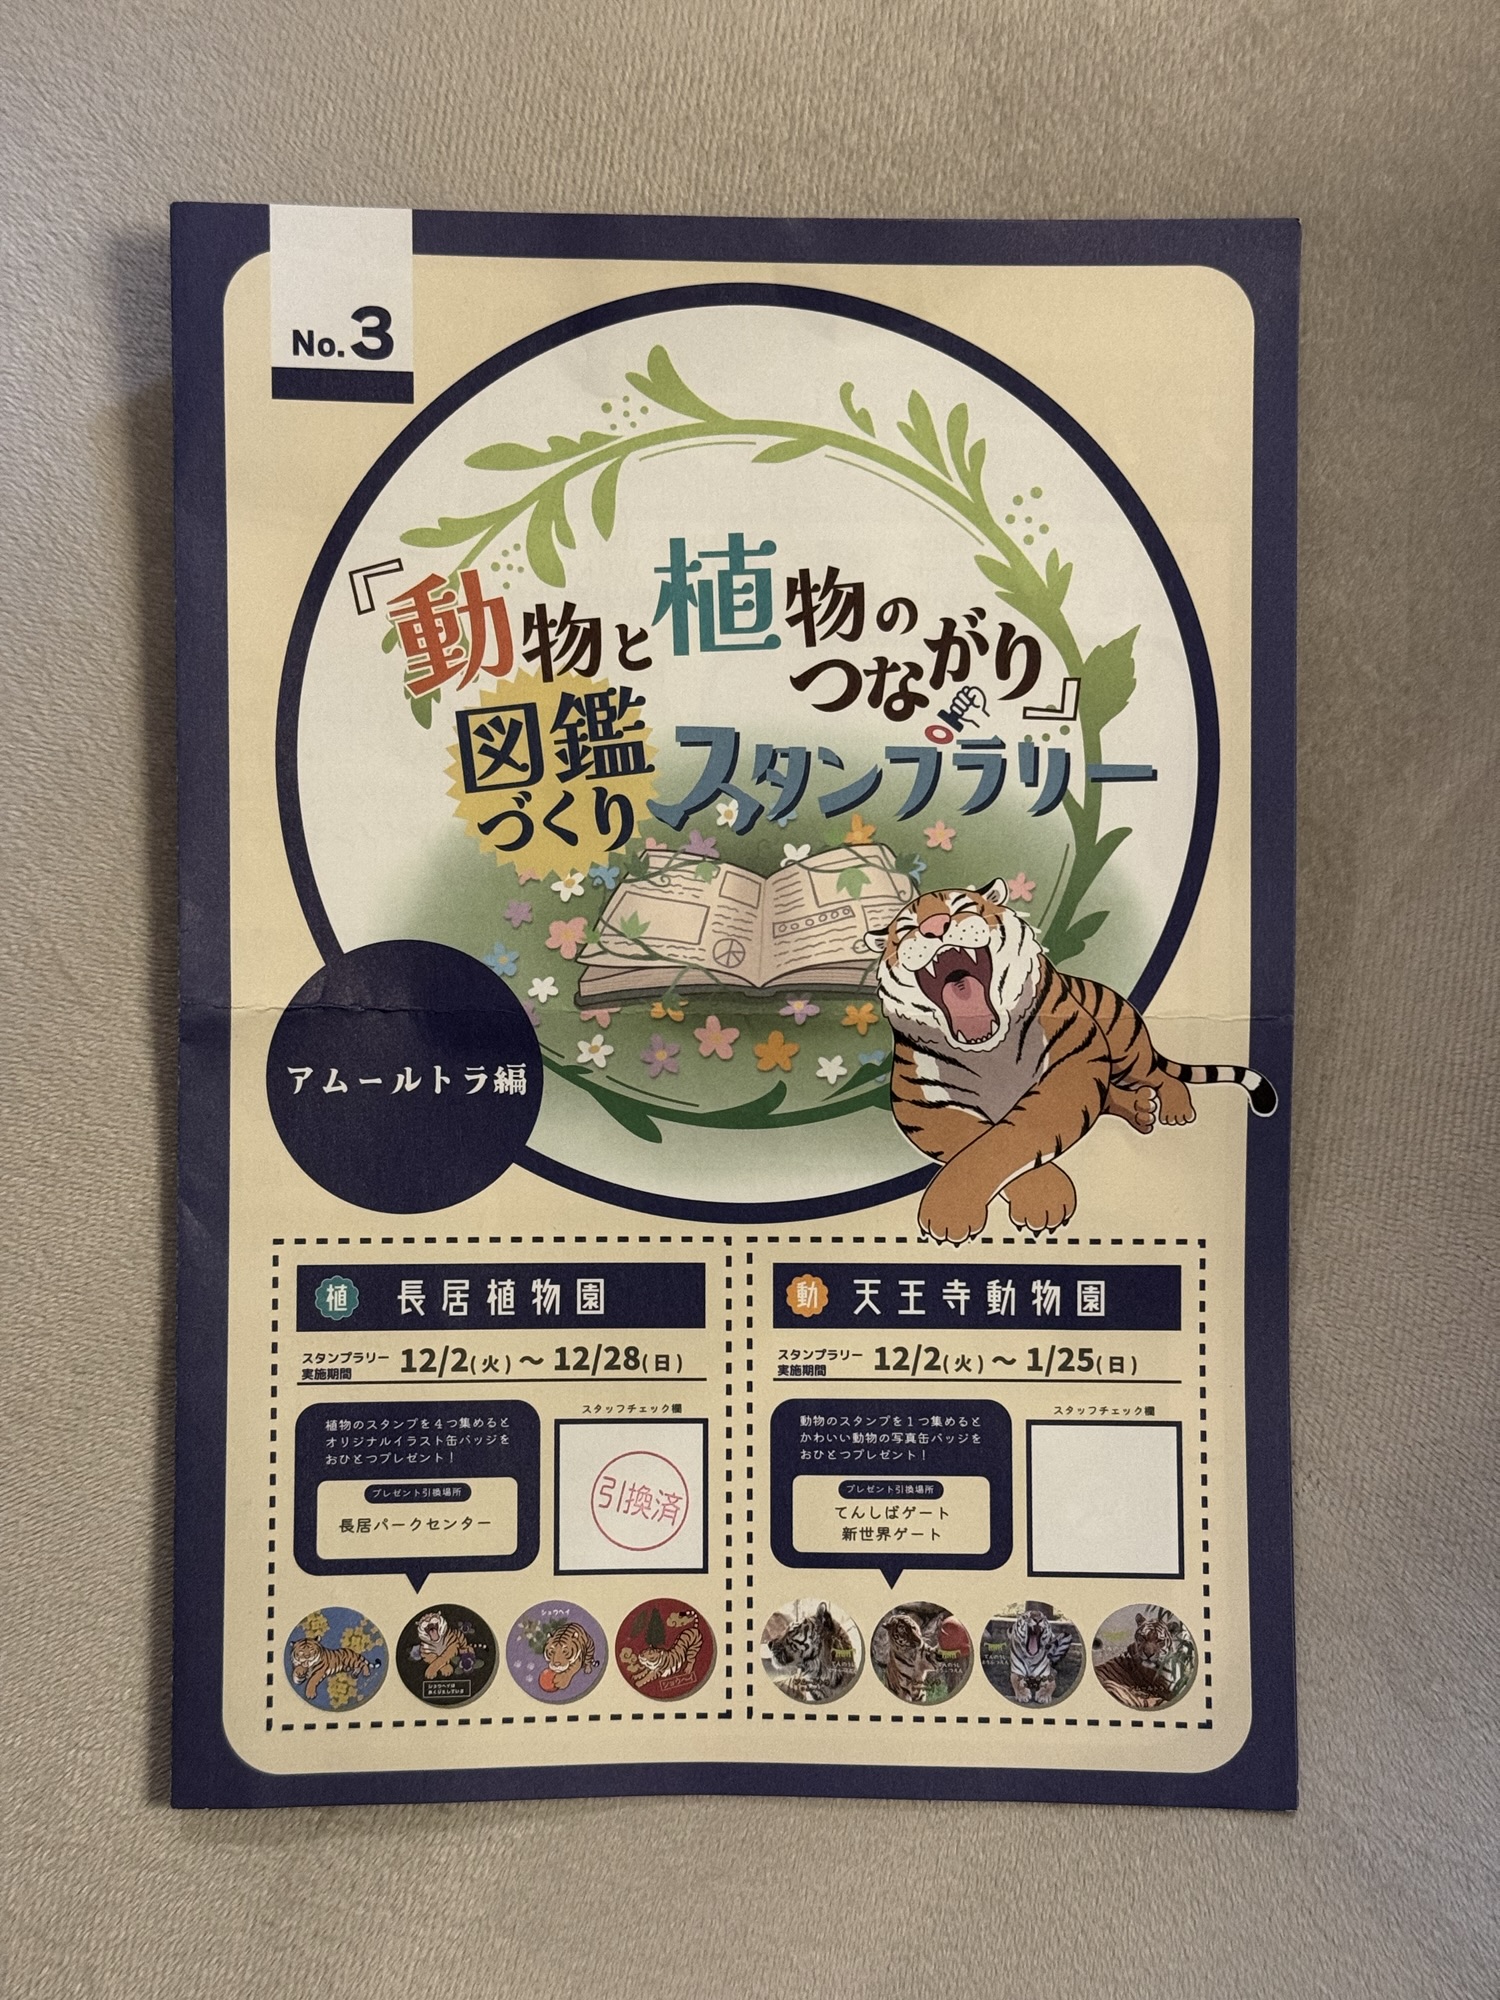 No.3
『動物と植物の
つながり』
図鑑
づくり
スタンプラリー
アムールトラ編
植 長居植物園
スタンプラリー
実施期間
12/2(火)～12/28(日)
植物のスタンプを4つ集めると
オリジナルイラスト缶バッジを
おひとつプレゼント！
プレゼント引換場所
長居パークセンター
スタッフチェック欄
引換済
ショウヘイ
ショウヘイ
動 天王寺動物園
スタンプラリー
実施期間
12/2(火)～1/25(日)
動物のスタンプを1つ集めると
かわいい動物の写真缶バッジを
おひとつプレゼント！
プレゼント引換場所
てんしばゲート
新世界ゲート
スタッフチェック欄